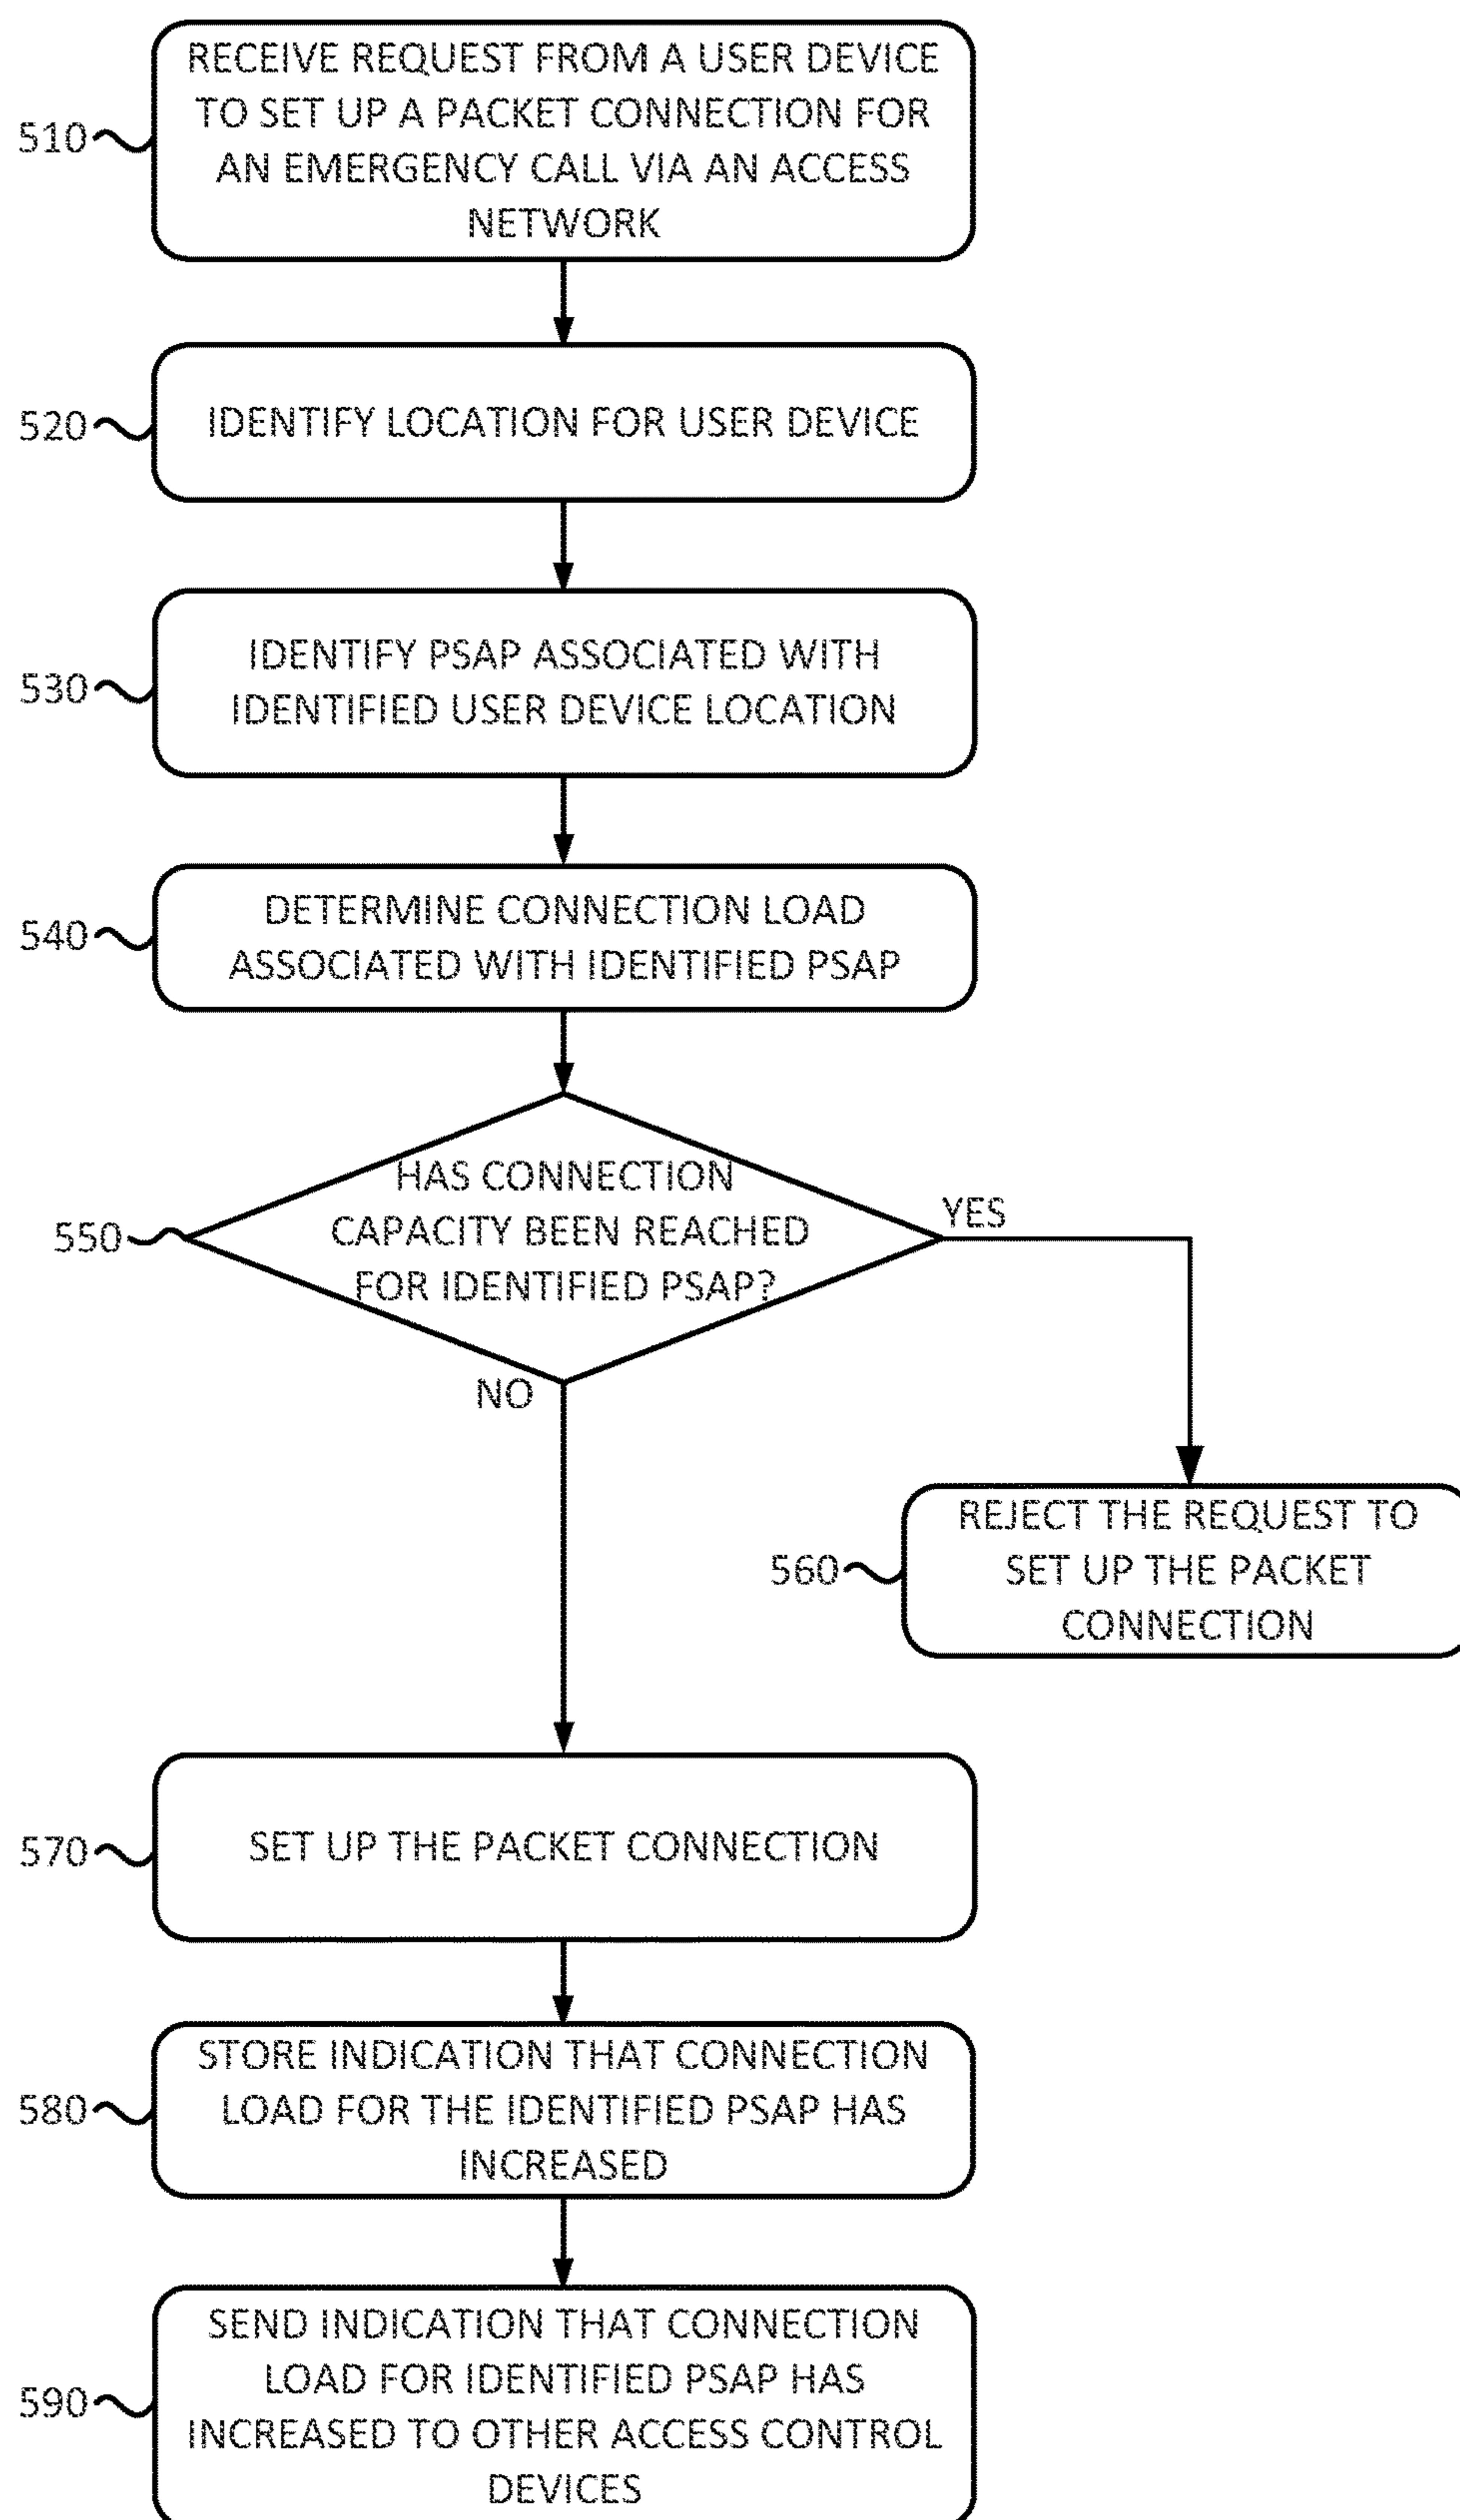 RECEIVE REQUEST FROM A USER DEVICE
TO SET UP A PACKET CONNECTION FOR
AN EMERGENCY CALL VIA AN ACCESS
NETWORK
510
IDENTIFY LOCATION FOR USER DEVICE
520
IDENTIFY PSAP ASSOCIATED WITH
IDENTIFIED USER DEVICE LOCATION
530
DETERMINE CONNECTION LOAD
ASSOCIATED WITH IDENTIFIED PSAP
540
HAS CONNECTION
CAPACITY BEEN REACHED
FOR IDENTIFIED PSAP?
550
YES
NO
REJECT THE REQUEST TO
SET UP THE PACKET
CONNECTION
560
SET UP THE PACKET CONNECTION
570
STORE INDICATION THAT CONNECTION
LOAD FOR THE IDENTIFIED PSAP HAS
INCREASED
580
SEND INDICATION THAT CONNECTION
LOAD FOR IDENTIFIED PSAP HAS
INCREASED TO OTHER ACCESS CONTROL
DEVICES
590